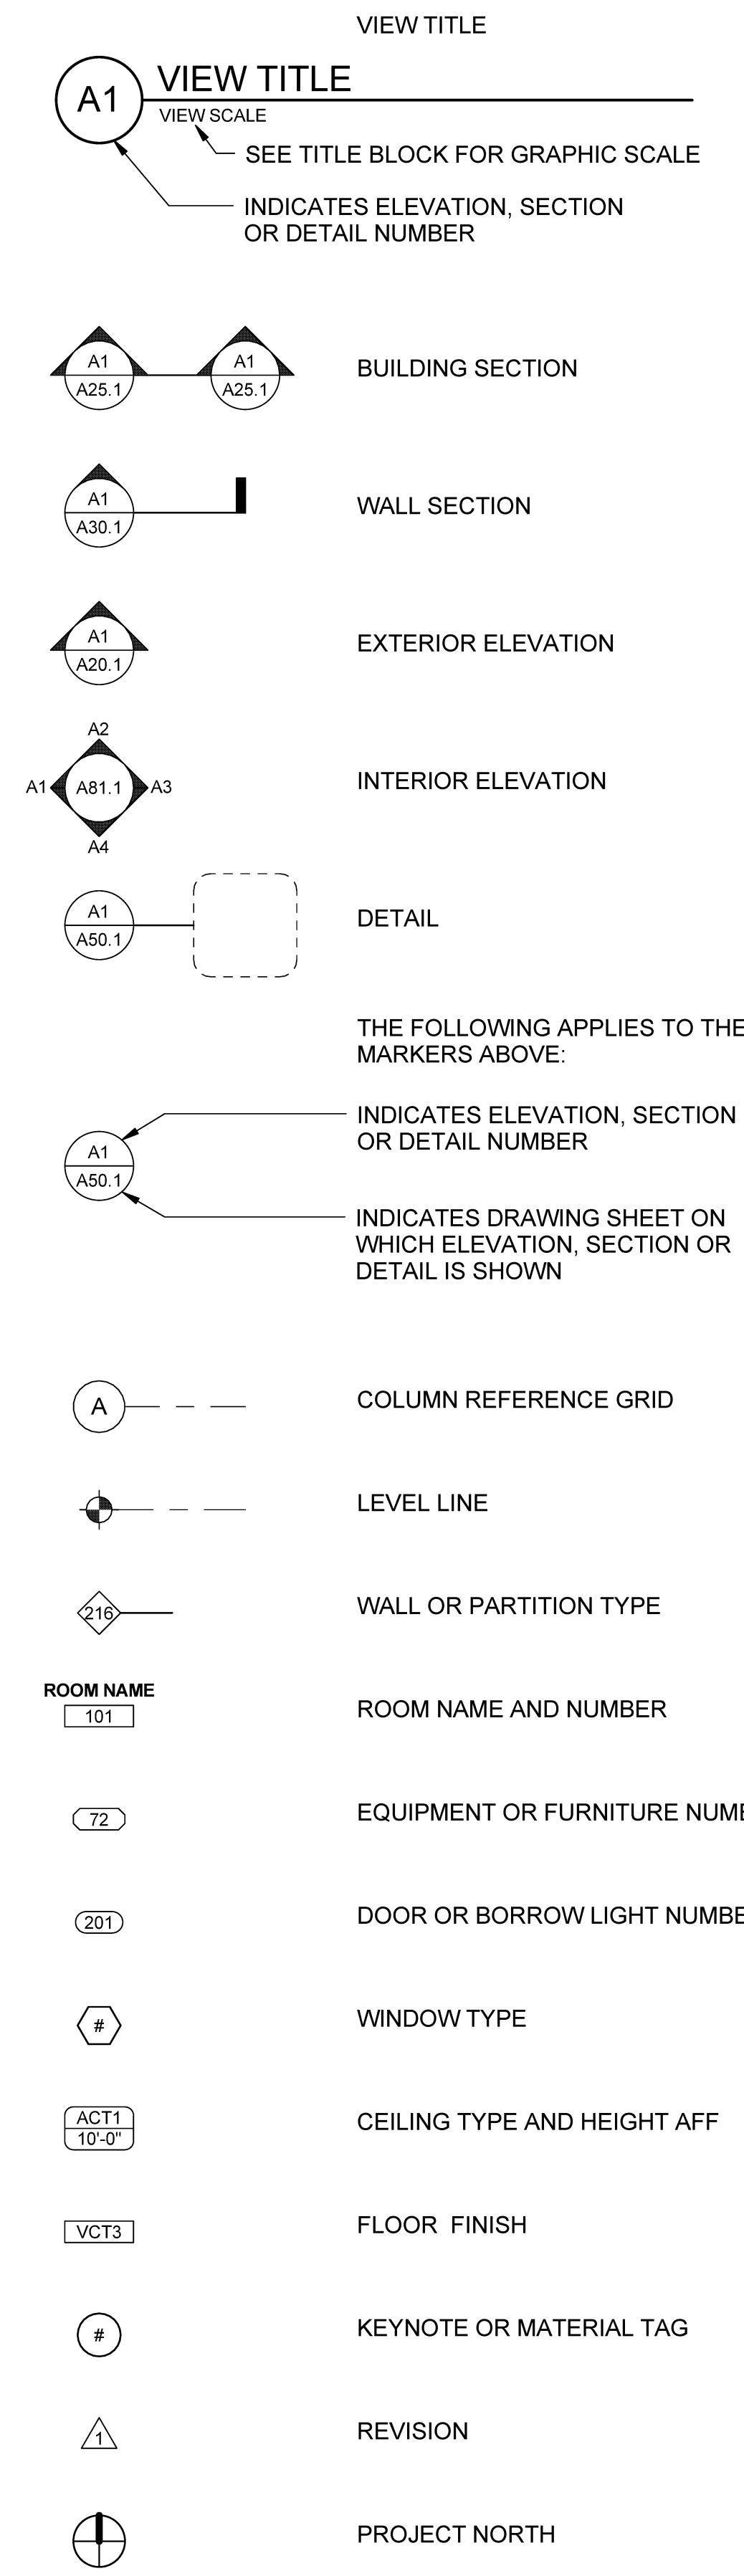 VIEW TITLE
A1
VIEW TITLE
VIEW SCALE
SEE TITLE BLOCK FOR GRAPHIC SCALE
INDICATES ELEVATION, SECTION
OR DETAIL NUMBER
A1 A1
A25.1 A25.1
BUILDING SECTION
A1
A30.1
WALL SECTION
A1
A20.1
EXTERIOR ELEVATION
A2
A1 A81.1 A3
A4
INTERIOR ELEVATION
A1
A50.1
DETAIL
THE FOLLOWING APPLIES TO THE
MARKERS ABOVE:
A1
A50.1
INDICATES ELEVATION, SECTION
OR DETAIL NUMBER
INDICATES DRAWING SHEET ON
WHICH ELEVATION, SECTION OR
DETAIL IS SHOWN
A
COLUMN REFERENCE GRID
LEVEL LINE
216
WALL OR PARTITION TYPE
ROOM NAME
101
ROOM NAME AND NUMBER
72
EQUIPMENT OR FURNITURE
201
DOOR OR BORROW LIGHT
#
WINDOW TYPE
ACT1
10'-0"
CEILING TYPE AND HEIGHT AFF
VCT3
FLOOR FINISH
#
KEYNOTE OR MATERIAL TAG
1
REVISION
PROJECT NORTH